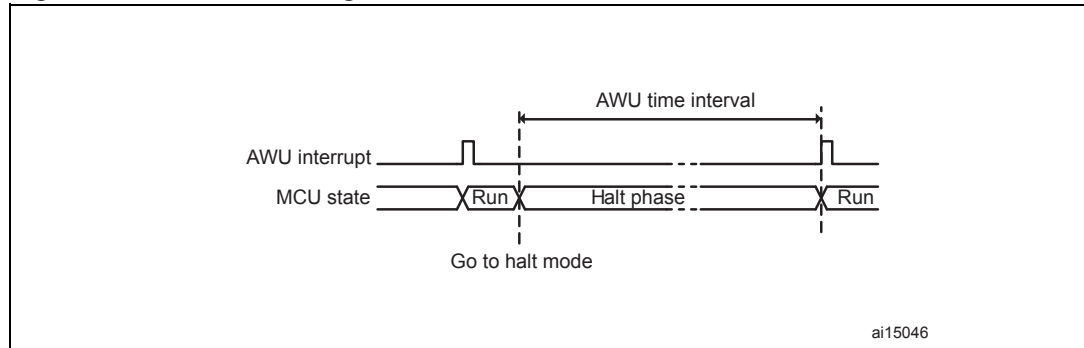 AWU time interval
AWU interrupt
MCU state Run Halt phase Run
Go to halt mode
ai15046